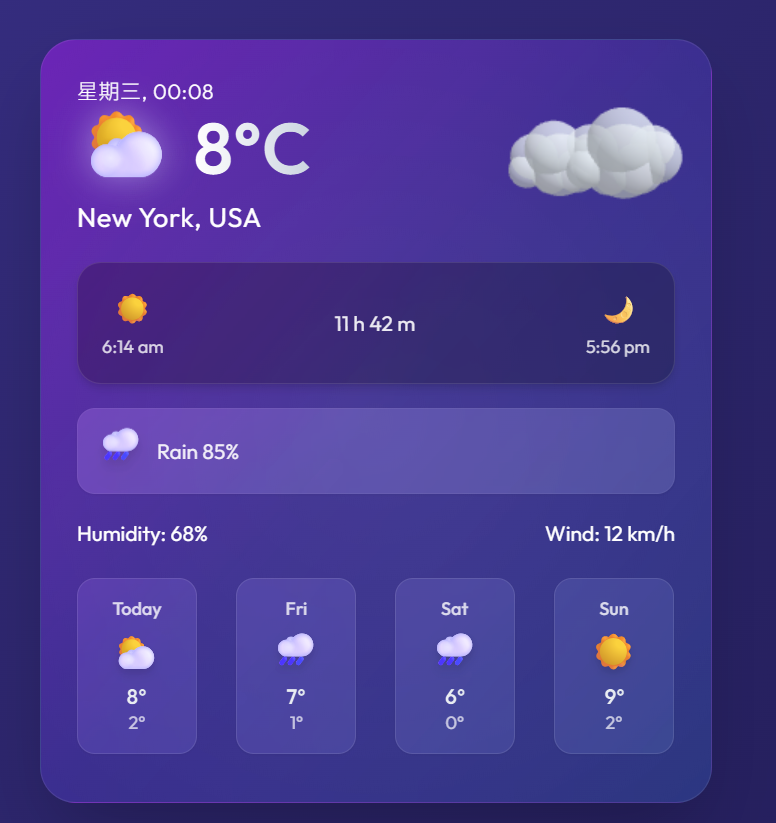 星期三, 00:08
8°C
New York, USA
11 h 42 m
6:14 am 5:56 pm
Rain 85%
Humidity: 68% Wind: 12 km/h
Today Fri Sat Sun
8° 7° 6° 9°
2° 1° 0° 2°